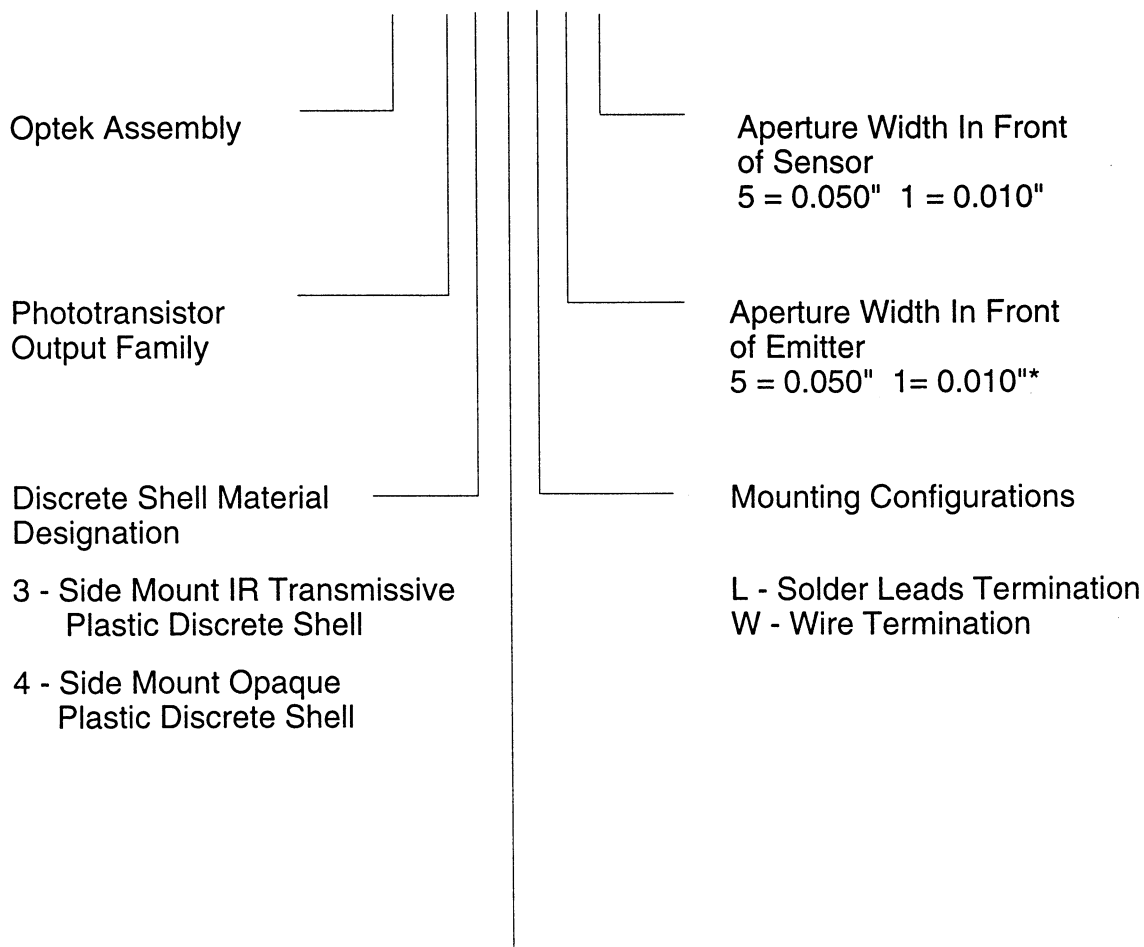 Optek Assembly
Phototransistor
Output Family
Discrete Shell Material
Designation
3 - Side Mount IR Transmissive
Plastic Discrete Shell
4 - Side Mount Opaque
Plastic Discrete Shell
Aperture Width In Front
of Sensor
5 = 0.050" 1 = 0.010"
Aperture Width In Front
of Emitter
5 = 0.050" 1= 0.010"*
Mounting Configurations
L - Solder Leads Termination
W - Wire Termination